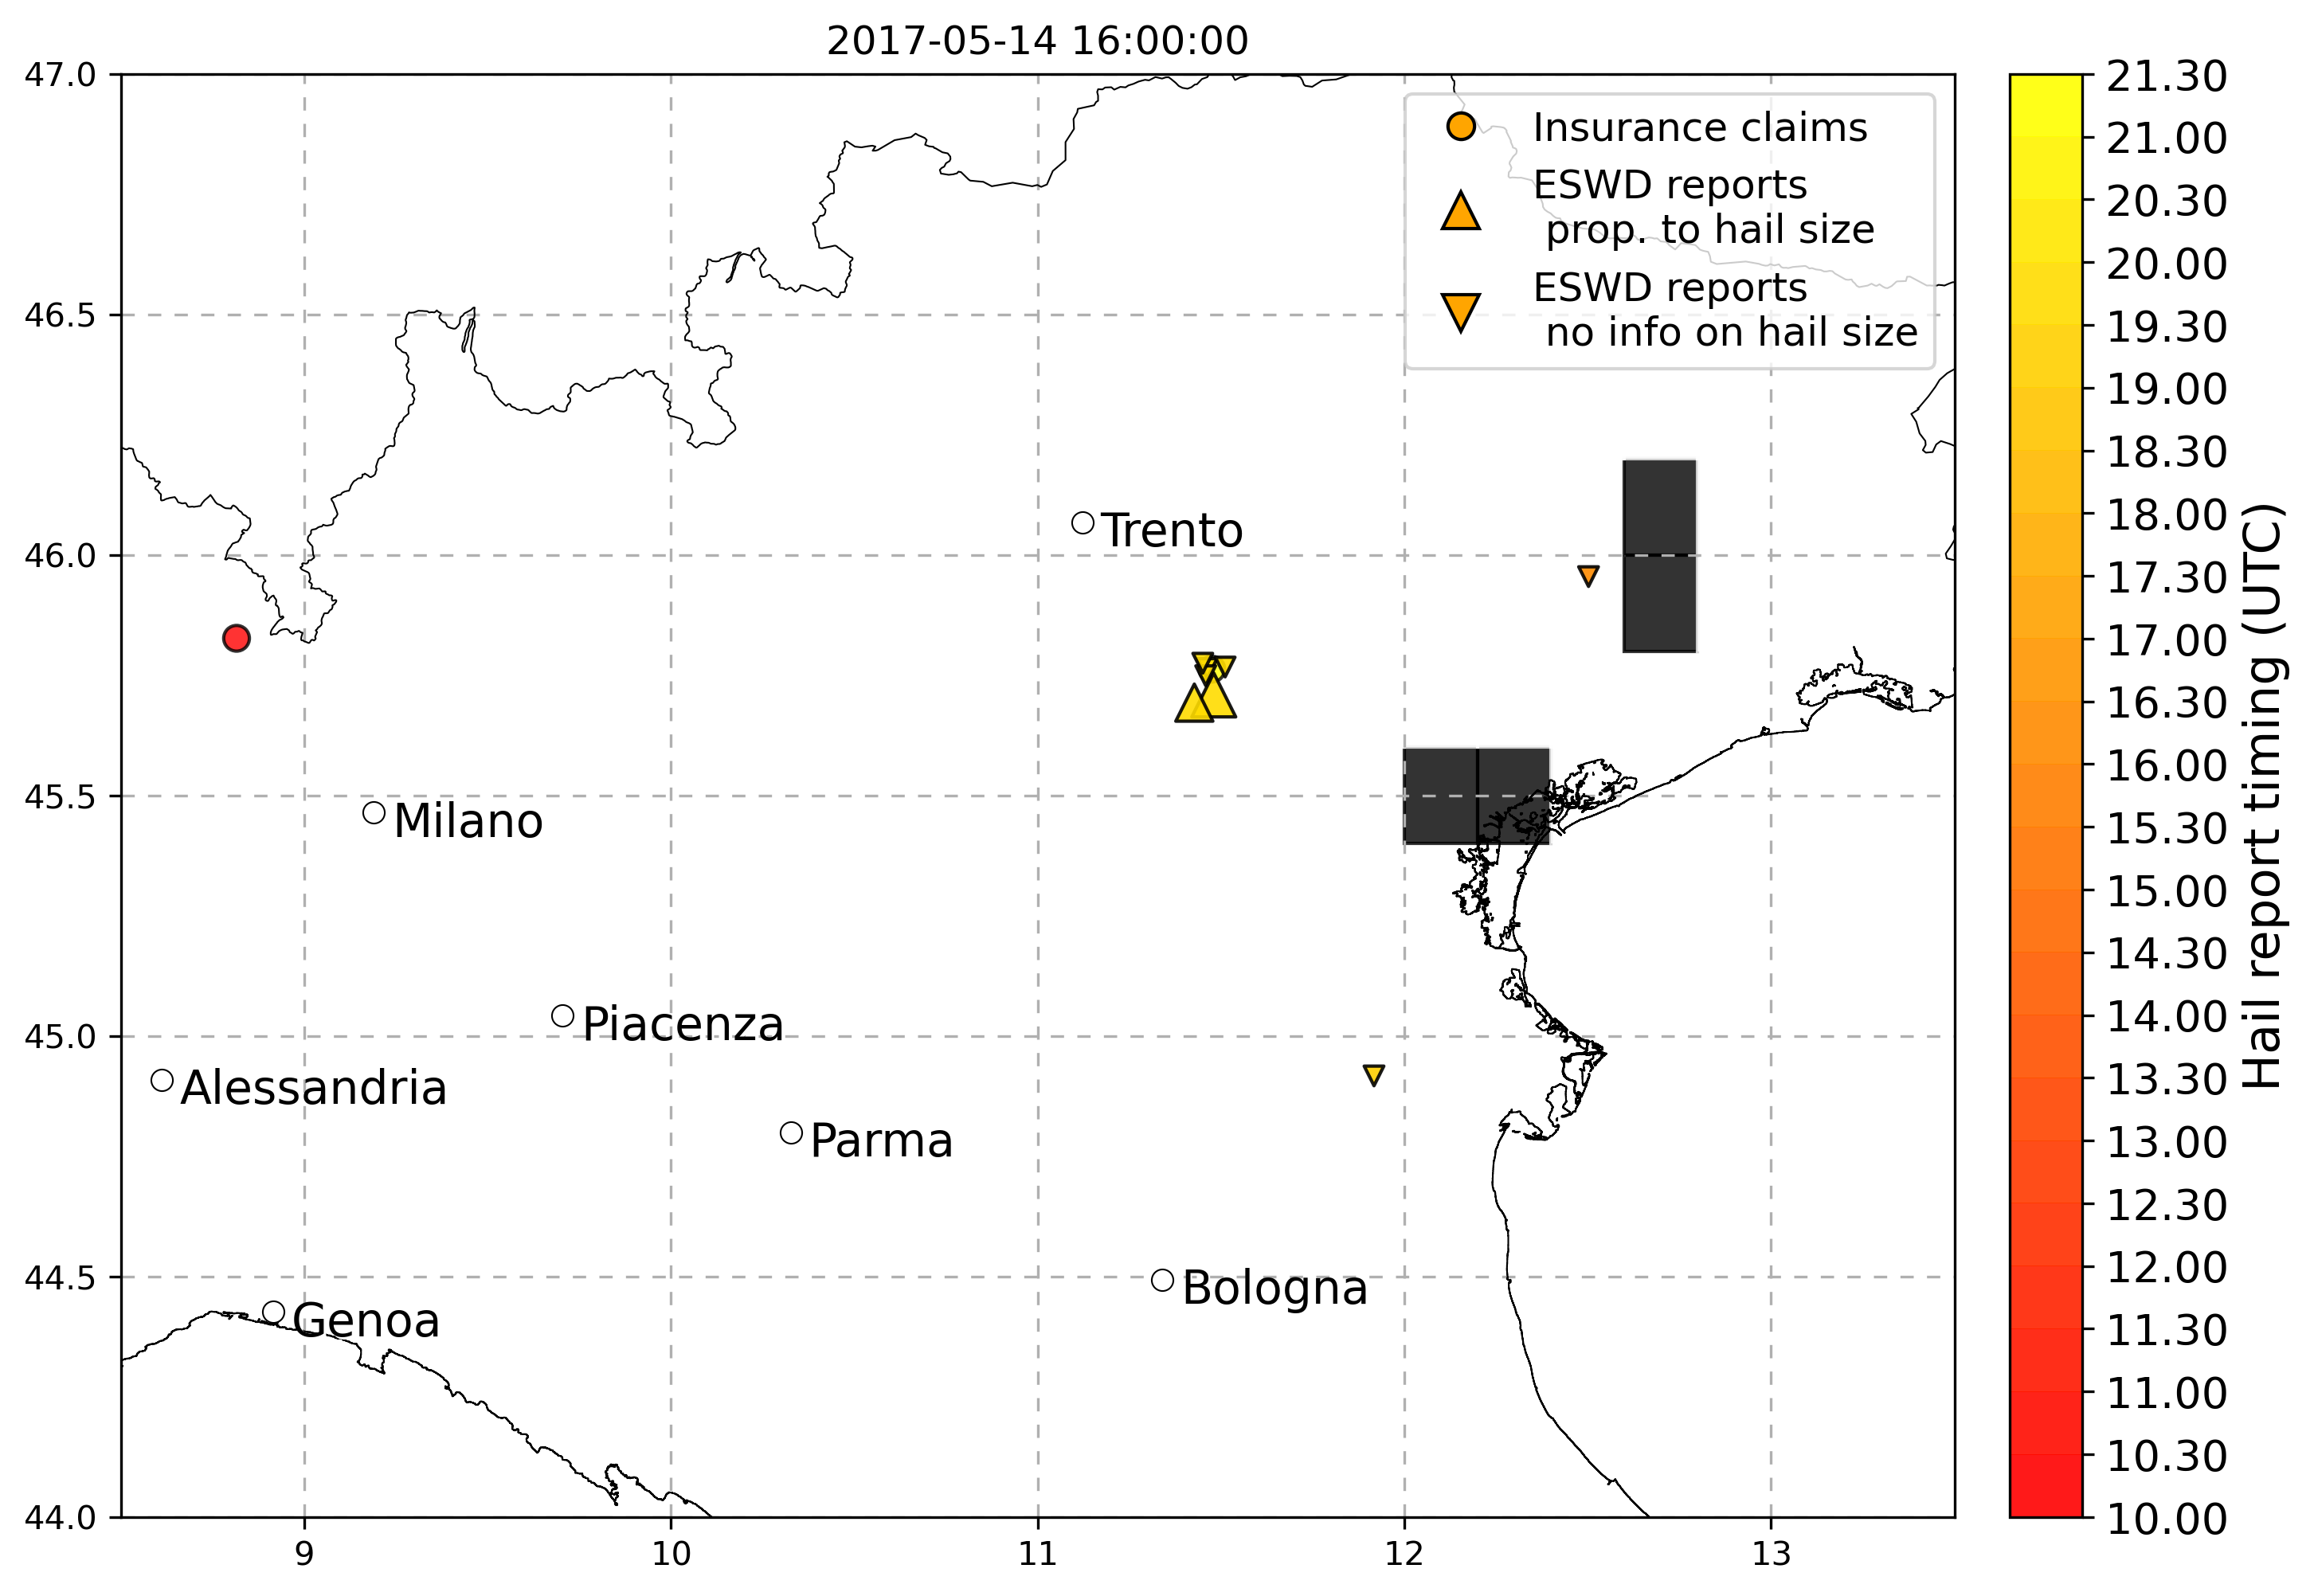 2017-05-14 16:00:00
47.0
46.5
46.0
45.5
45.0
44.5
44.0
9
10
11
12
13
Insurance claims
ESWD reports
prop. to hail size
ESWD reports
no info on hail size
Trento
Milano
Piacenza
Alessandria
Parma
Bologna
Genoa
21.30
21.00
20.30
20.00
19.30
19.00
18.30
18.00
17.30
17.00
16.30
16.00
15.30
15.00
14.30
14.00
13.30
13.00
12.30
12.00
11.30
11.00
10.30
10.00
Hail report timing (UTC)